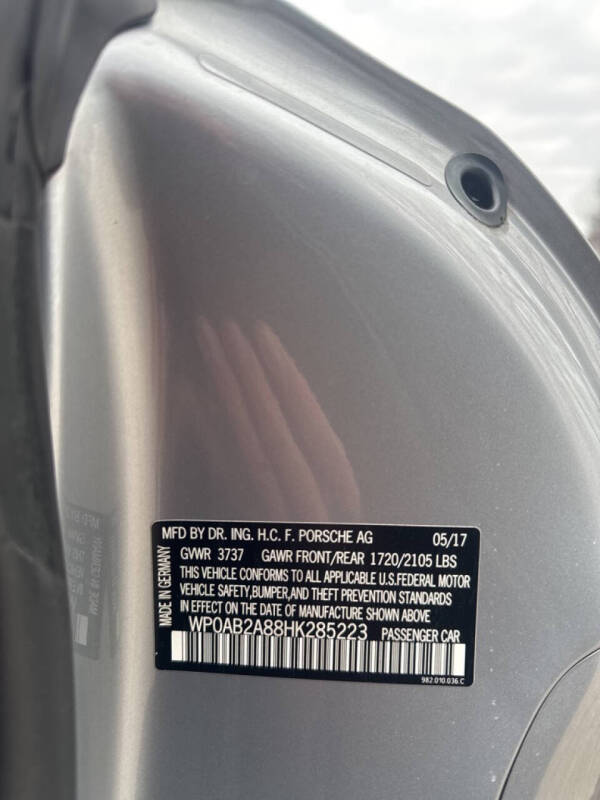 MFD BY DR. ING. H.C. F. PORSCHE AG 05/17
GVWR 3737 GAWR FRONT/REAR 1720/2105 LBS
THIS VEHICLE CONFORMS TO ALL APPLICABLE U.S.FEDERAL MOTOR
VEHICLE SAFETY,BUMPER,AND THEFT PREVENTION STANDARDS
IN EFFECT ON THE DATE OF MANUFACTURE SHOWN ABOVE
WP0AB2A88HK285223 PASSENGER CAR
MADE IN GERMANY
982.010.036.C